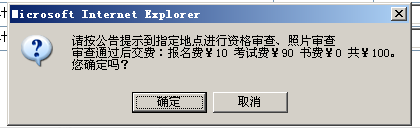 Microsoft Internet Explorer
请按公告提示到指定地点进行资格审查、照片审查
审查通过后交费：报名费￥10 考试费￥90 书费￥0 共￥100。
您确定吗？
确定 取消